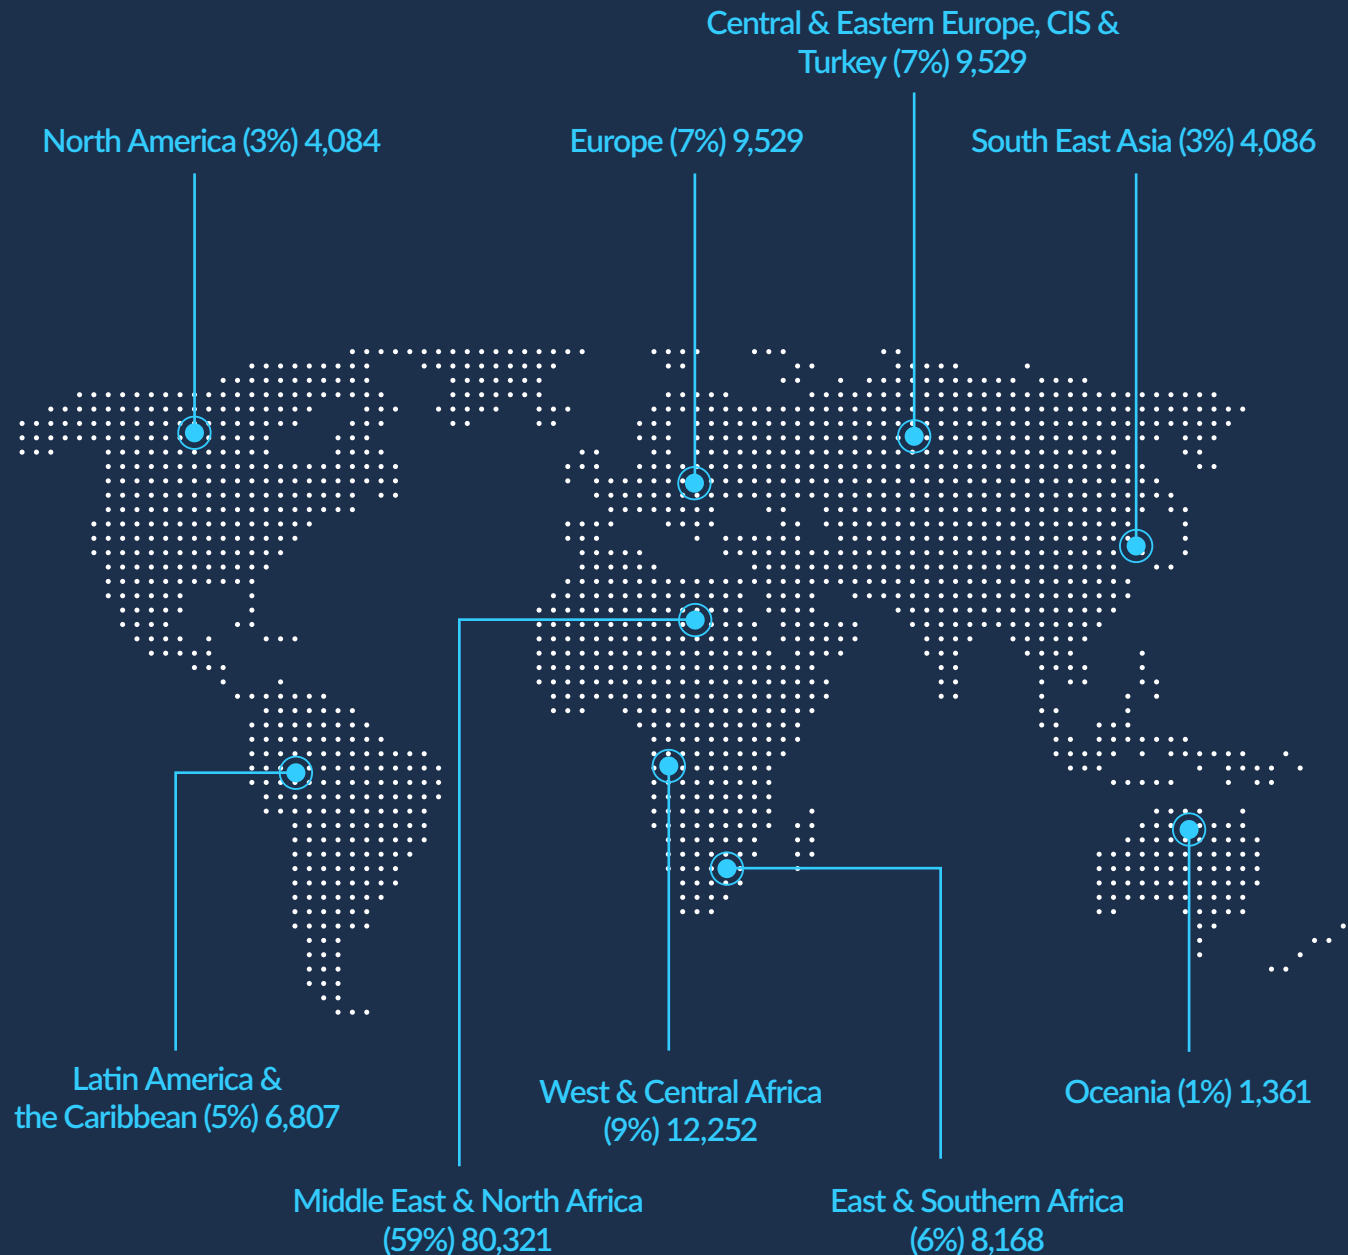 Central & Eastern Europe, CIS &
Turkey (7%) 9,529
North America (3%) 4,084
Europe (7%) 9,529
South East Asia (3%) 4,086
Latin America &
the Caribbean (5%) 6,807
West & Central Africa
(9%) 12,252
Oceania (1%) 1,361
Middle East & North Africa
(59%) 80,321
East & Southern Africa
(6%) 8,168